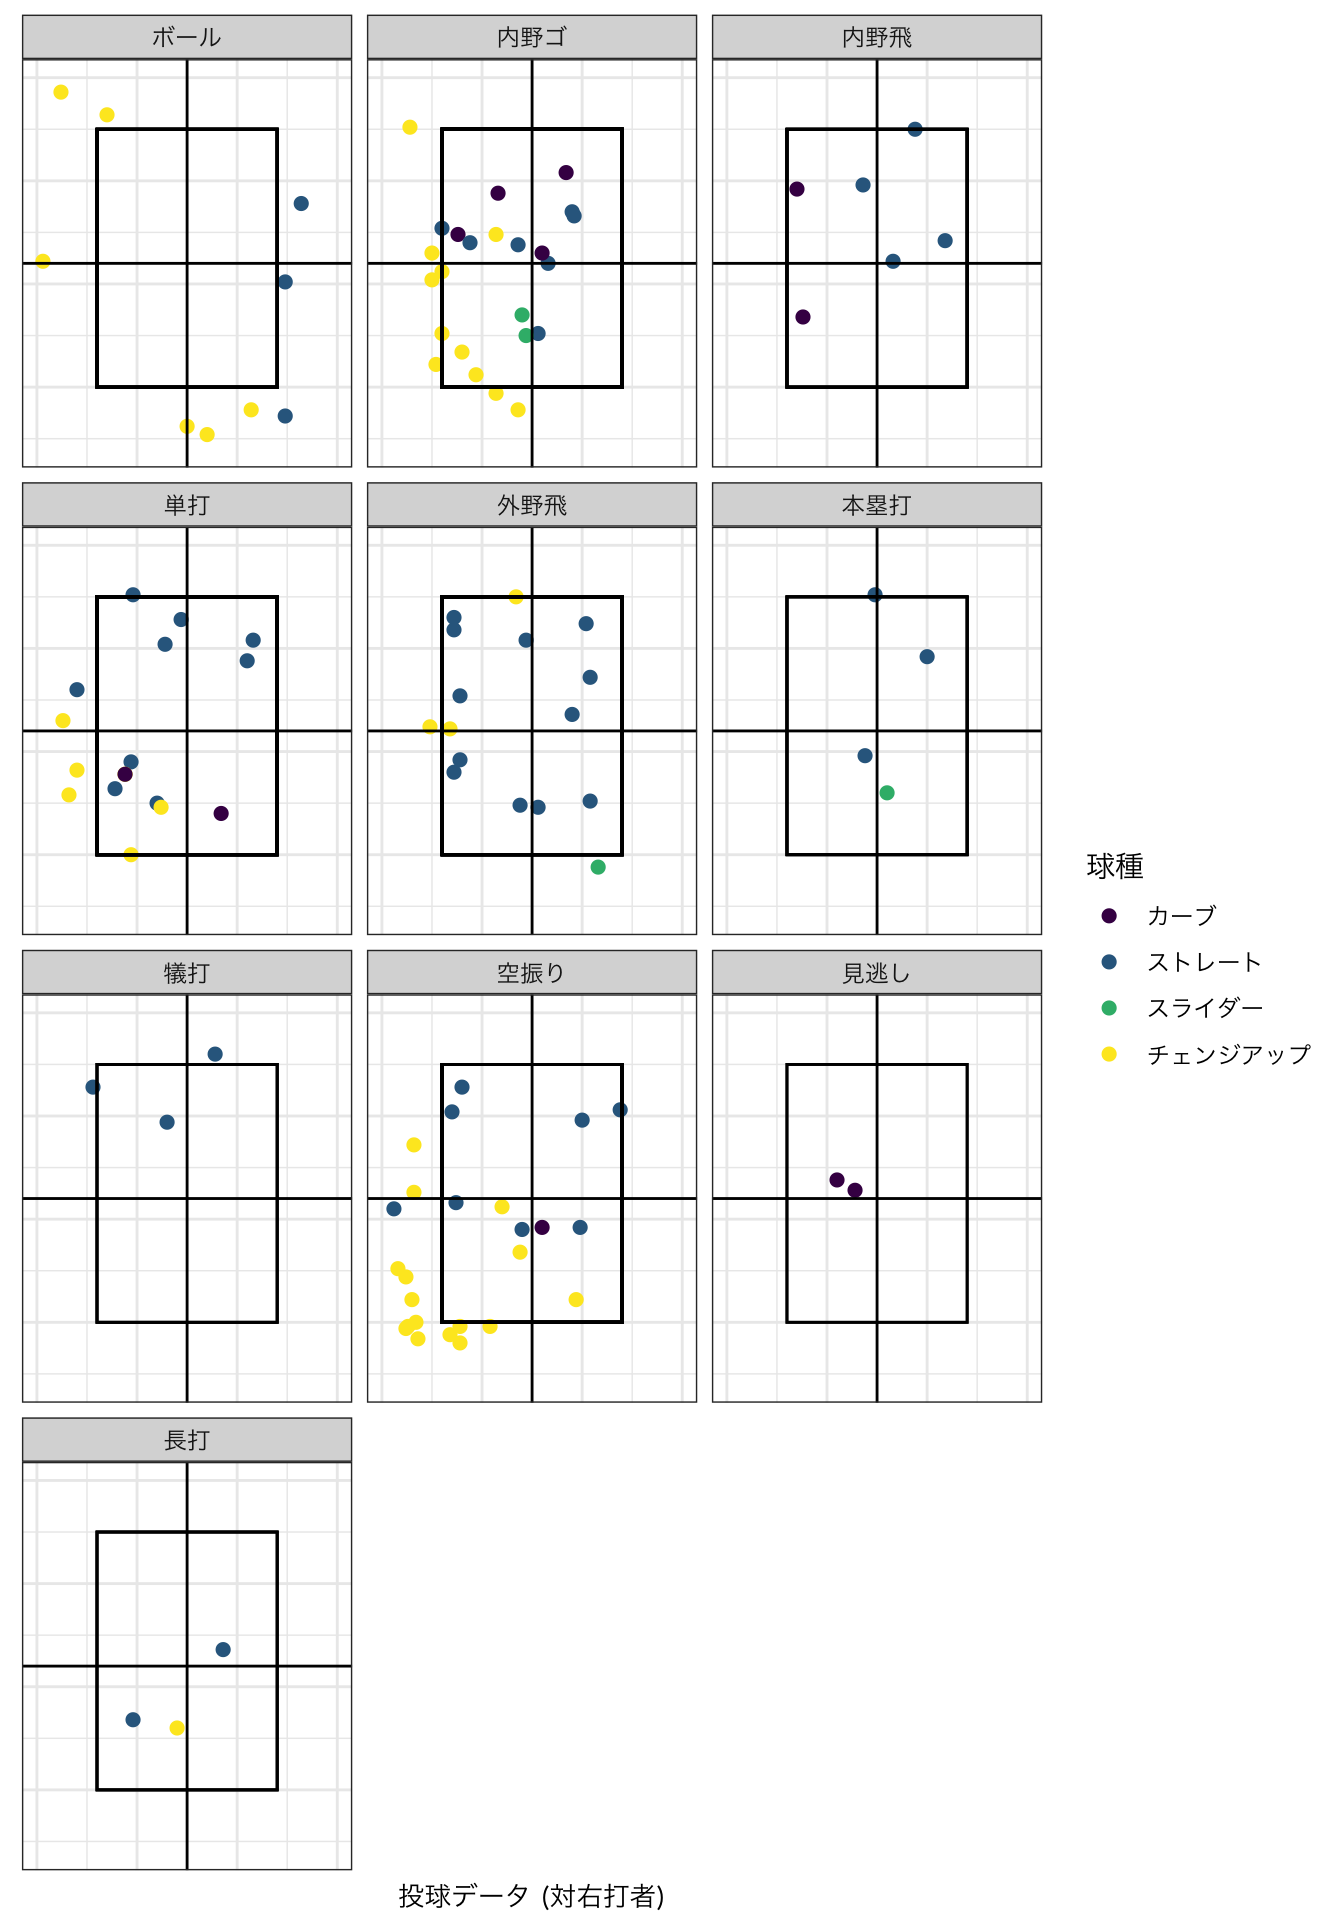 ボール
内野ゴ
内野飛
単打
外野飛
本塁打
犠打
空振り
見逃し
長打
球種
カーブ
ストレート
スライダー
チェンジアップ
投球データ (対右打者)